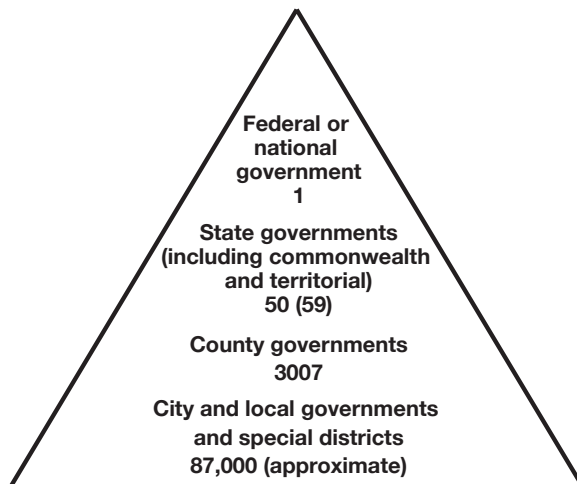 Federal or
national
government
1
State governments
(including commonwealth
and territorial)
50 (59)
County governments
3007
City and local governments
and special districts
87,000 (approximate)